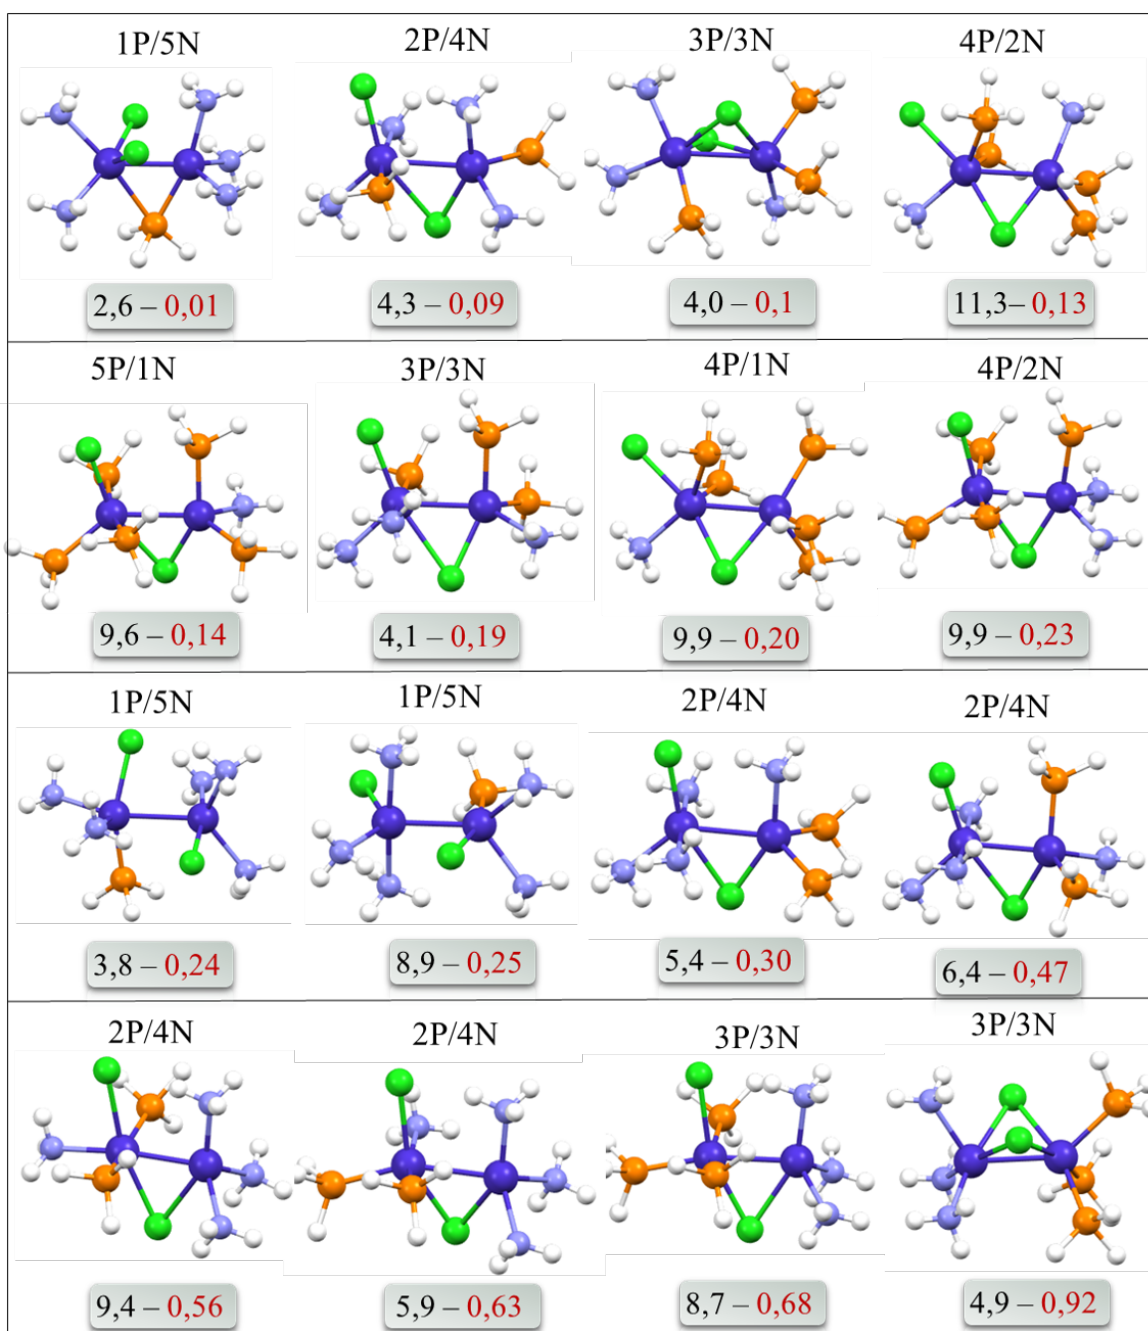 1P/5N 2P/4N 3P/3N 4P/2N
2,6 – 0,01 4,3 – 0,09 4,0 – 0,1 11,3– 0,13
5P/1N 3P/3N 4P/1N 4P/2N
9,6 – 0,14 4,1 – 0,19 9,9 – 0,20 9,9 – 0,23
1P/5N 1P/5N 2P/4N 2P/4N
3,8 – 0,24 8,9 – 0,25 5,4 – 0,30 6,4 – 0,47
2P/4N 2P/4N 3P/3N 3P/3N
9,4 – 0,56 5,9 – 0,63 8,7 – 0,68 4,9 – 0,92